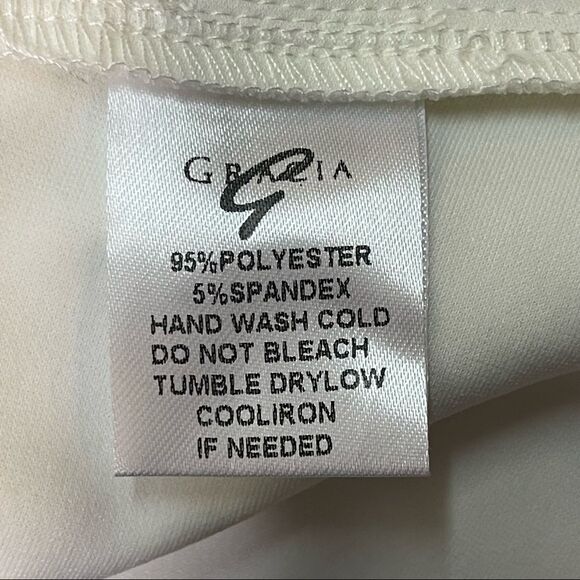 GRAZIA
95%POLYESTER
5%SPANDEX
HAND WASH COLD
DO NOT BLEACH
TUMBLE DRYLOW
COOLIRON
IF NEEDED